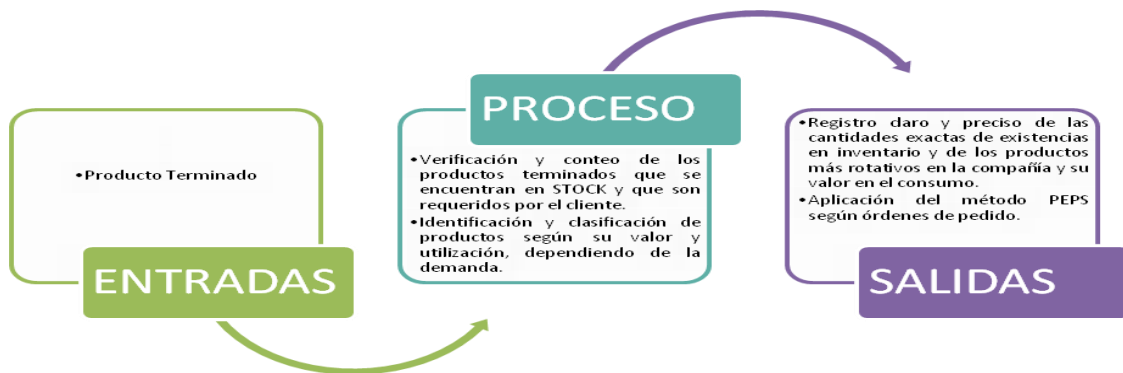 •Producto Terminado
ENTRADAS
PROCESO
•Verificación y conteo de los
productos terminados que se
encuentran en STOCK y que son
requeridos por el cliente.
•Identificación y clasificación de
productos según su valor y
utilización, dependiendo de la
demanda.
•Registro claro y preciso de las
cantidades exactas de existencias
en inventario y de los productos
más rotativos en la compañía y su
valor en el consumo.
•Aplicación del método PEPS
según órdenes de pedido.
SALIDAS